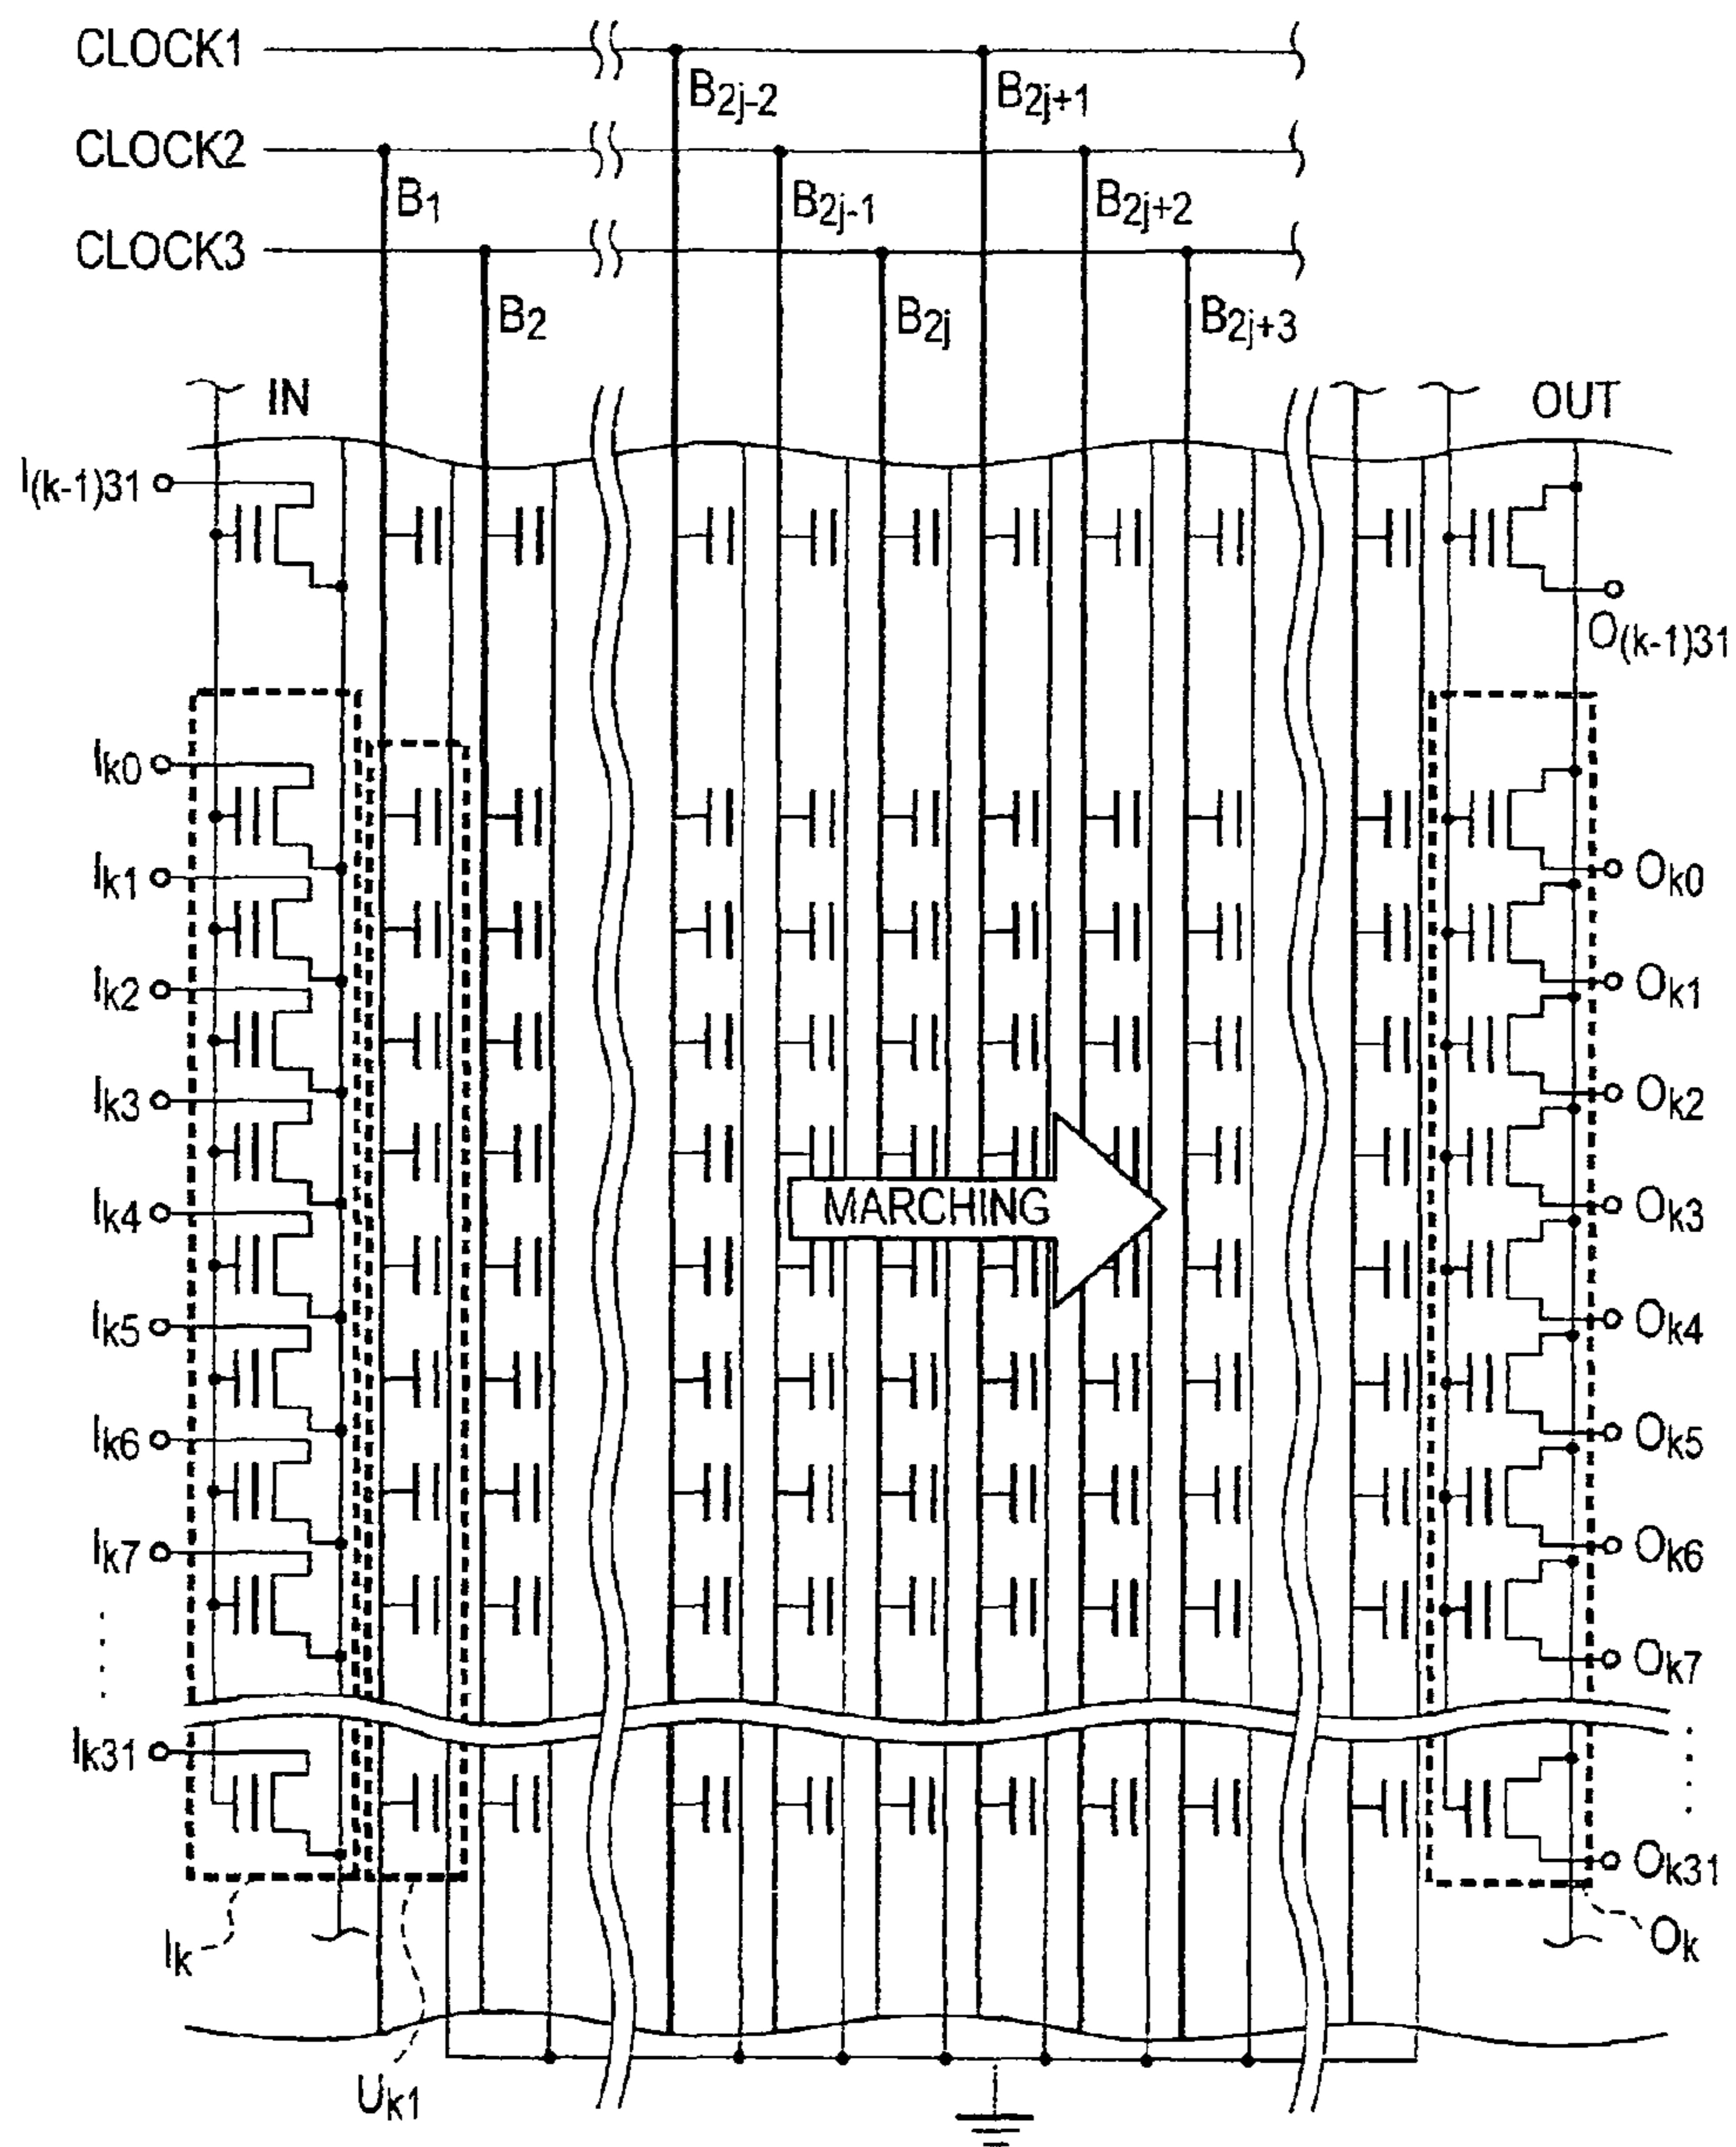 CLOCK1
B2j-2
B2j+1
CLOCK2
B1
B2j-1
B2j+2
CLOCK3
B2
B2j
B2j+3
IN
OUT
I(k-1)31
O(k-1)31
Ik0
Ok0
Ik1
Ok1
Ik2
Ok2
Ik3
Ok3
MARCHING
Ik4
Ok4
Ik5
Ok5
Ik6
Ok6
Ik7
Ok7
Ik31
Ok31
Ik
Ok
Uk1